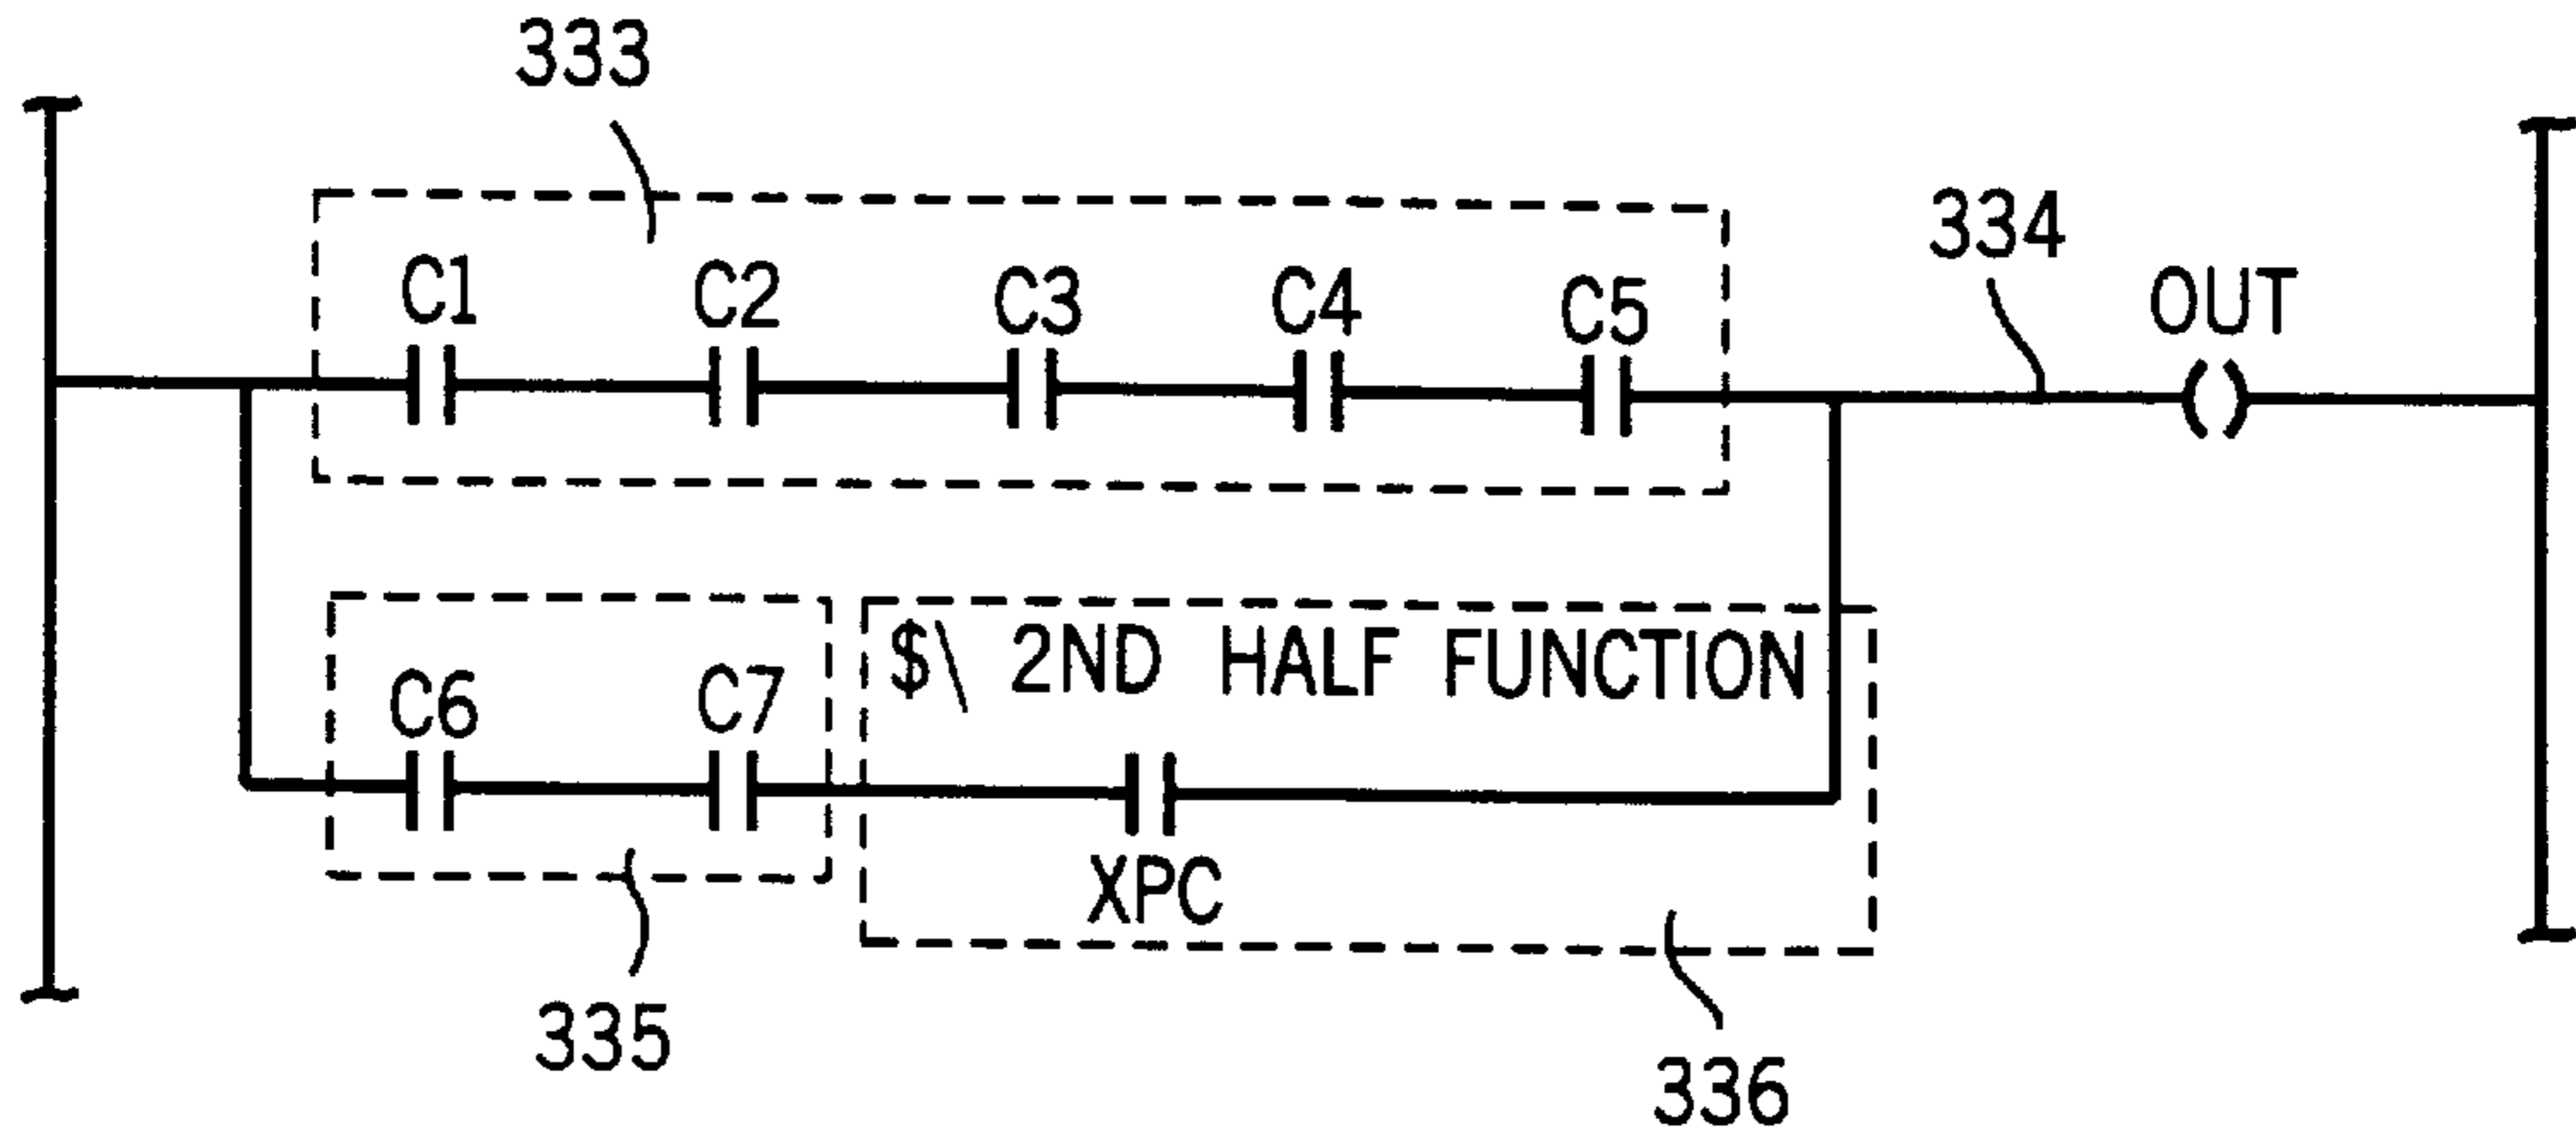 333
334
C1 C2 C3 C4 C5 OUT
$\ 2ND HALF FUNCTION
C6 C7
XPC
335
336